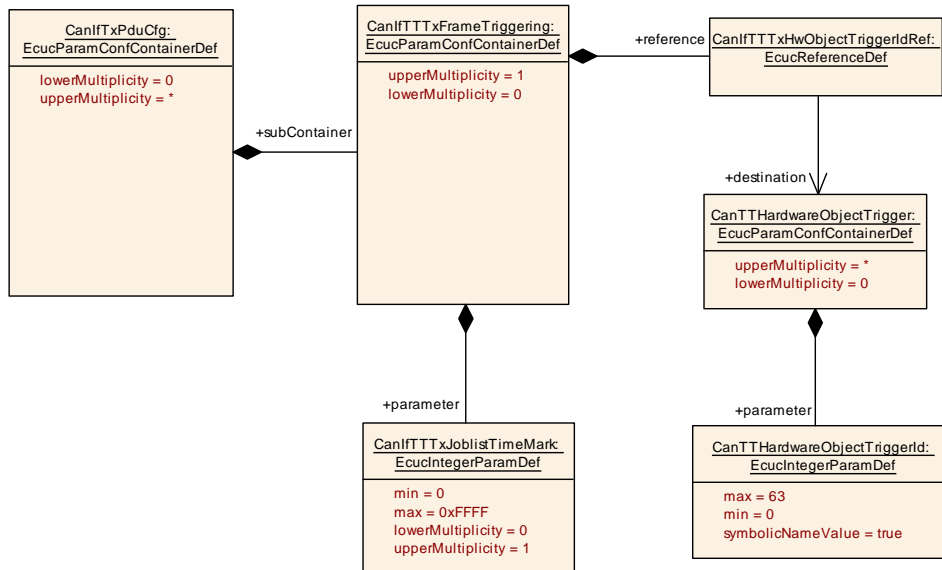 CanIfTxPduCfg:
EcucParamConfContainerDef
lowerMultiplicity = 0
upperMultiplicity = *
+subContainer
CanIfTTTxFrameTriggering:
EcucParamConfContainerDef
upperMultiplicity = 1
lowerMultiplicity = 0
+reference
CanIfTTTxHwObjectTriggerIdRef:
EcucReferenceDef
+destination
CanTTHardwareObjectTrigger:
EcucParamConfContainerDef
upperMultiplicity = *
lowerMultiplicity = 0
+parameter
CanIfTTTxJoblistTimeMark:
EcucIntegerParamDef
min = 0
max = 0xFFFF
lowerMultiplicity = 0
upperMultiplicity = 1
+parameter
CanTTHardwareObjectTriggerId:
EcucIntegerParamDef
max = 63
min = 0
symbolicNameValue = true